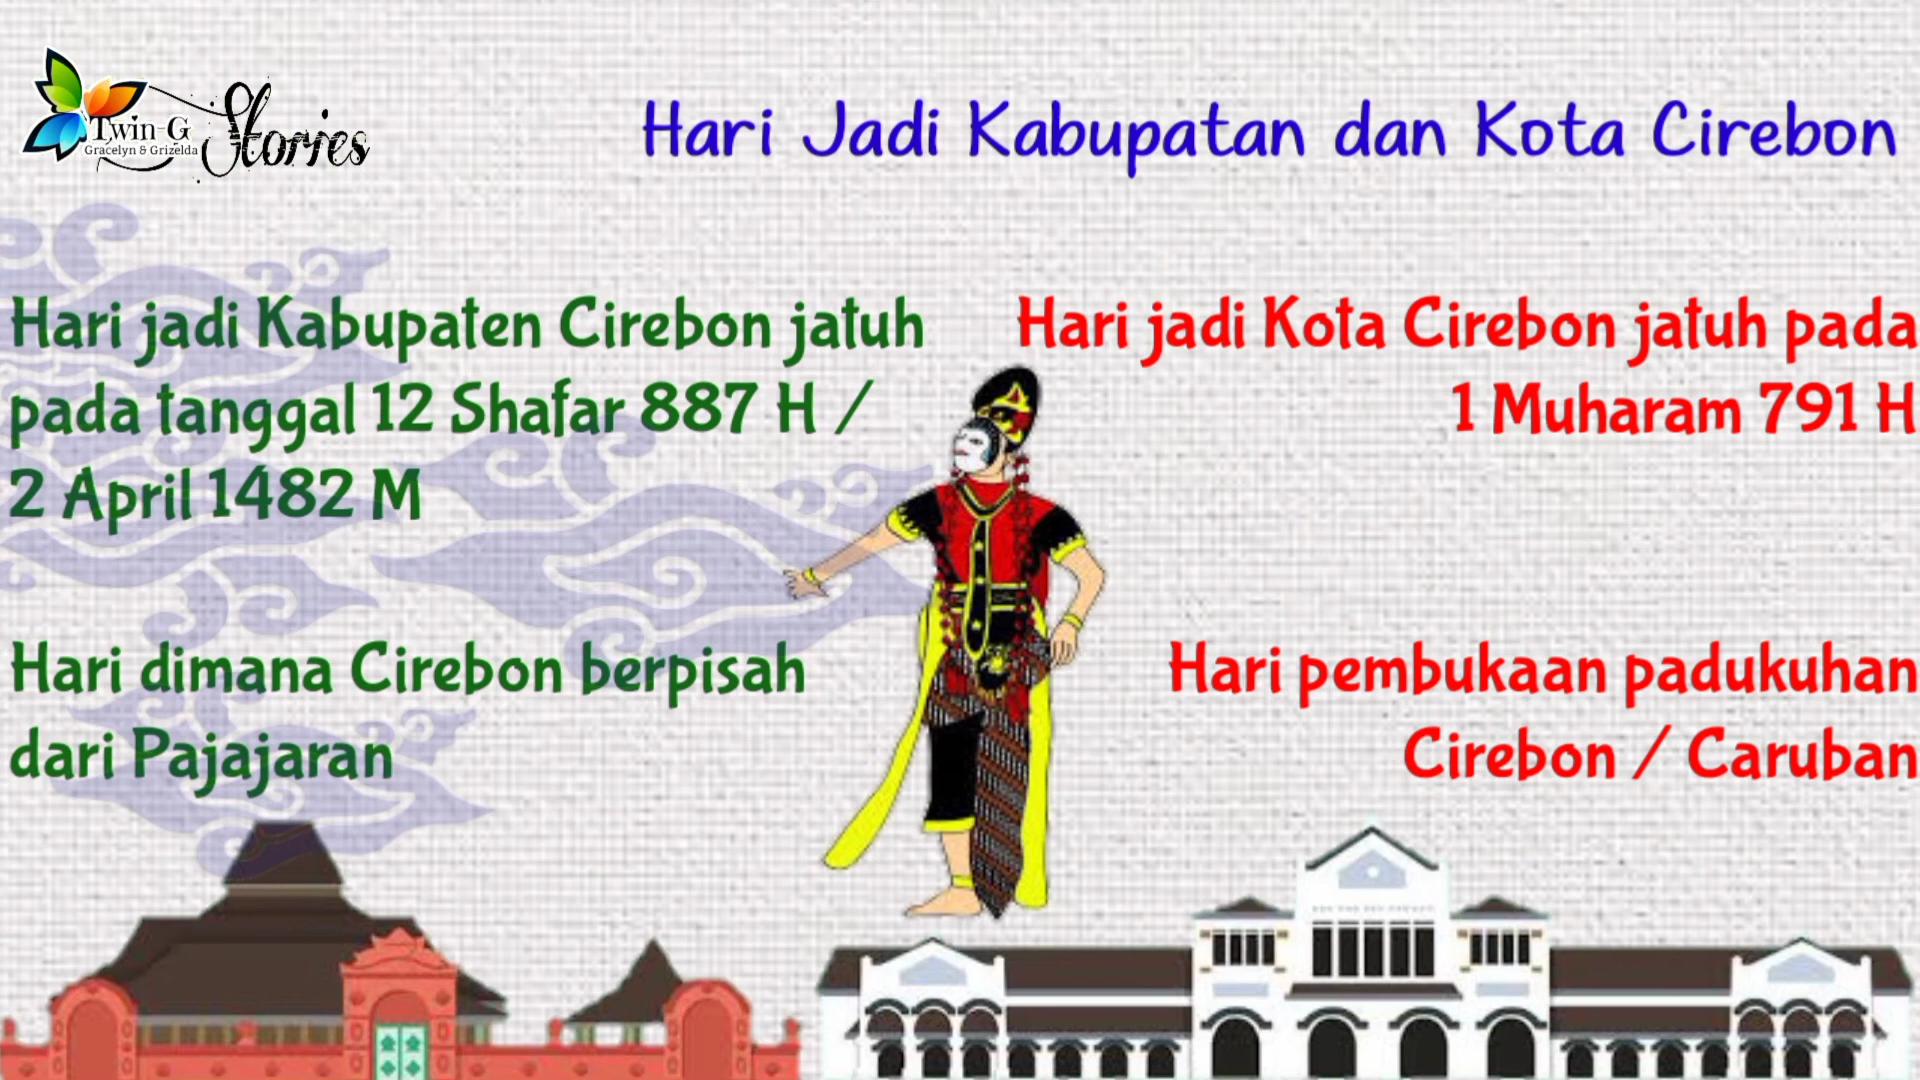 Twin-G
Gracelyn & Grizelda
Stories
Hari Jadi Kabupatan dan Kota Cirebon
Hari jadi Kabupaten Cirebon jatuh
pada tanggal 12 Shafar 887 H /
2 April 1482 M
Hari dimana Cirebon berpisah
dari Pajajaran
Hari jadi Kota Cirebon jatuh pada
1 Muharam 791 H
Hari pembukaan padukuhan
Cirebon / Caruban